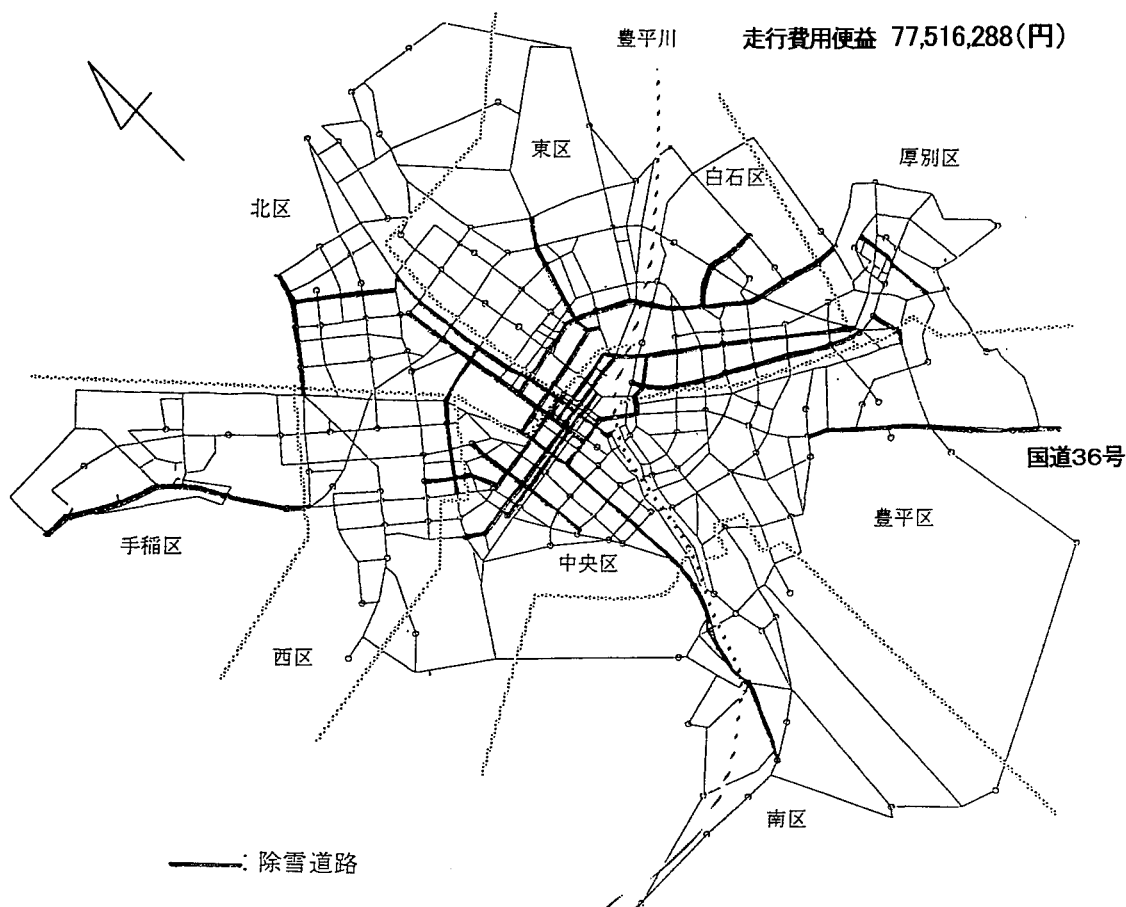 豊平川
走行費用便益 77,516,288(円)
東区
白石区
厚別区
北区
国道36号
豊平区
手稲区
中央区
西区
南区
: 除雪道路